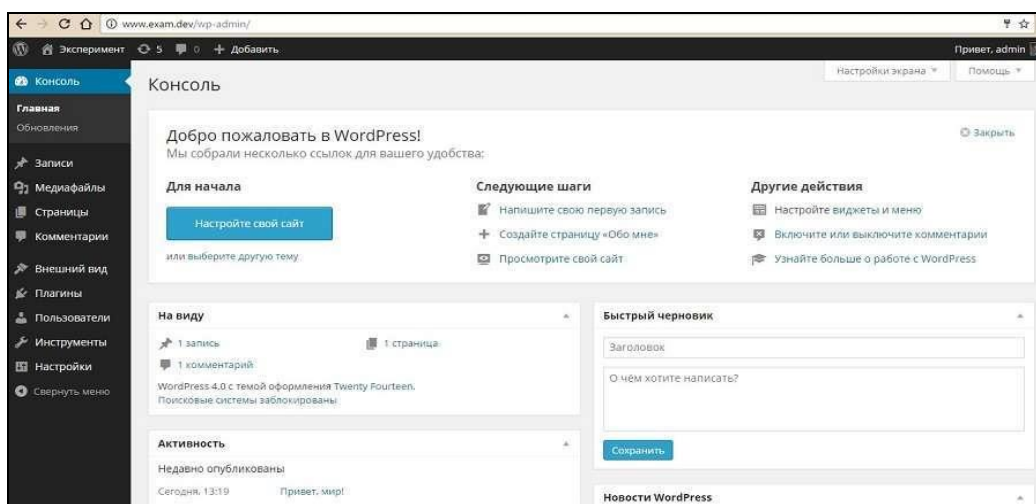 www.exam.dev/wp-admin/
Эксперимент 5 0 + Добавить Привет, admin
Консоль
Главная
Обновления
Записи
Медиафайлы
Страницы
Комментарии
Внешний вид
Плагины
Пользователи
Инструменты
Настройки
Свернуть меню
Настройки экрана Помощь
Консоль
Добро пожаловать в WordPress!
Закрыть
Мы собрали несколько ссылок для вашего удобства:
Для начала
Настройте свой сайт
или выберите другую тему
Следующие шаги
Напишите свою первую запись
Создайте страницу «Обо мне»
Просмотрите свой сайт
Другие действия
Настройте виджеты и меню
Включите или выключите комментарии
Узнайте больше о работе с WordPress
На виду
1 запись 1 страница
1 комментарий
WordPress 4.0 с темой оформления Twenty Fourteen.
Поисковые системы заблокированы
Активность
Недавно опубликованы
Сегодня, 13:19 Привет, мир!
Быстрый черновик
Заголовок
О чём хотите написать?
Сохранить
Новости WordPress